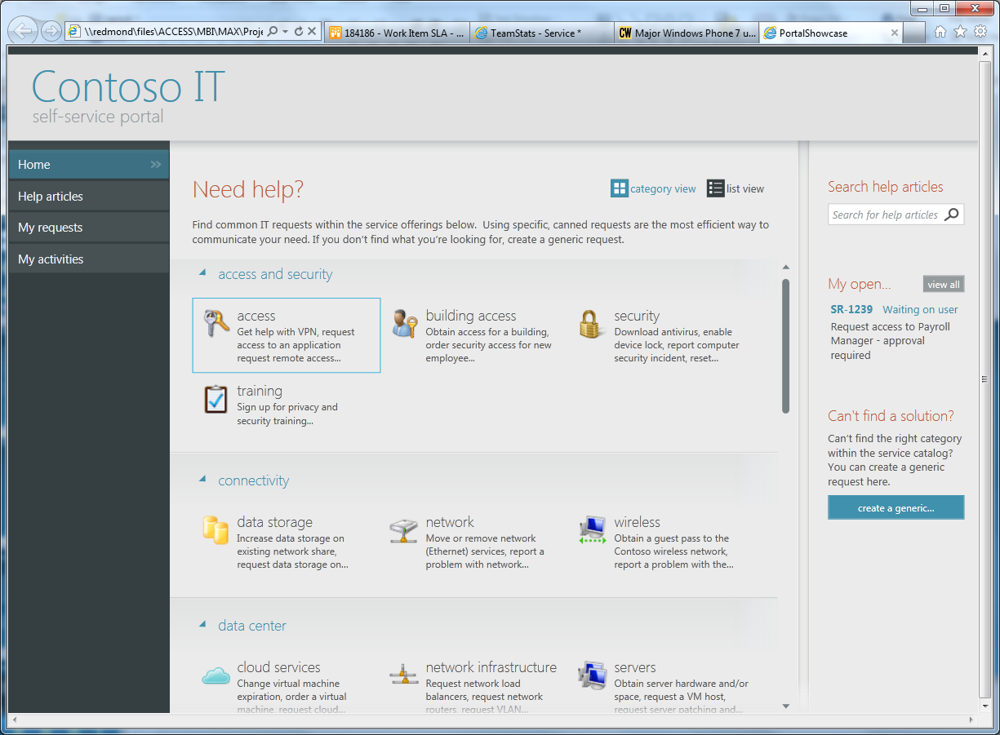 \\redmond\files\ACCESS\MBI\MAX\Proje
184186 - Work Item SLA - ...
TeamStats - Service *
CW Major Windows Phone 7 u...
PortalShowcase
Contoso IT
self-service portal
Home
Help articles
My requests
My activities
Need help?
category view
list view
Find common IT requests within the service offerings below.  Using specific, canned requests are the most efficient way to
communicate your need. If you don't find what you're looking for, create a generic request.
access and security
access
Get help with VPN, request
access to an application
request remote access...
building access
Obtain access for a building,
order security access for new
employee...
security
Download antivirus, enable
device lock, report computer
security incident, reset...
training
Sign up for privacy and
security training...
connectivity
data storage
Increase data storage on
existing network share,
request data storage on...
network
Move or remove network
(Ethernet) services, report a
problem with network...
wireless
Obtain a guest pass to the
Contoso wireless network,
report a problem with the...
data center
cloud services
Change virtual machine
expiration, order a virtual
machine, request cloud...
network infrastructure
Request network load
balancers, request network
routers, request VLAN...
servers
Obtain server hardware and/or
space, request a VM host,
request server patching and...
Search help articles
Search for help articles
My open...
view all
SR-1239 Waiting on user
Request access to Payroll
Manager - approval
required
Can't find a solution?
Can't find the right category
within the service catalog?
You can create a generic
request here.
create a generic...